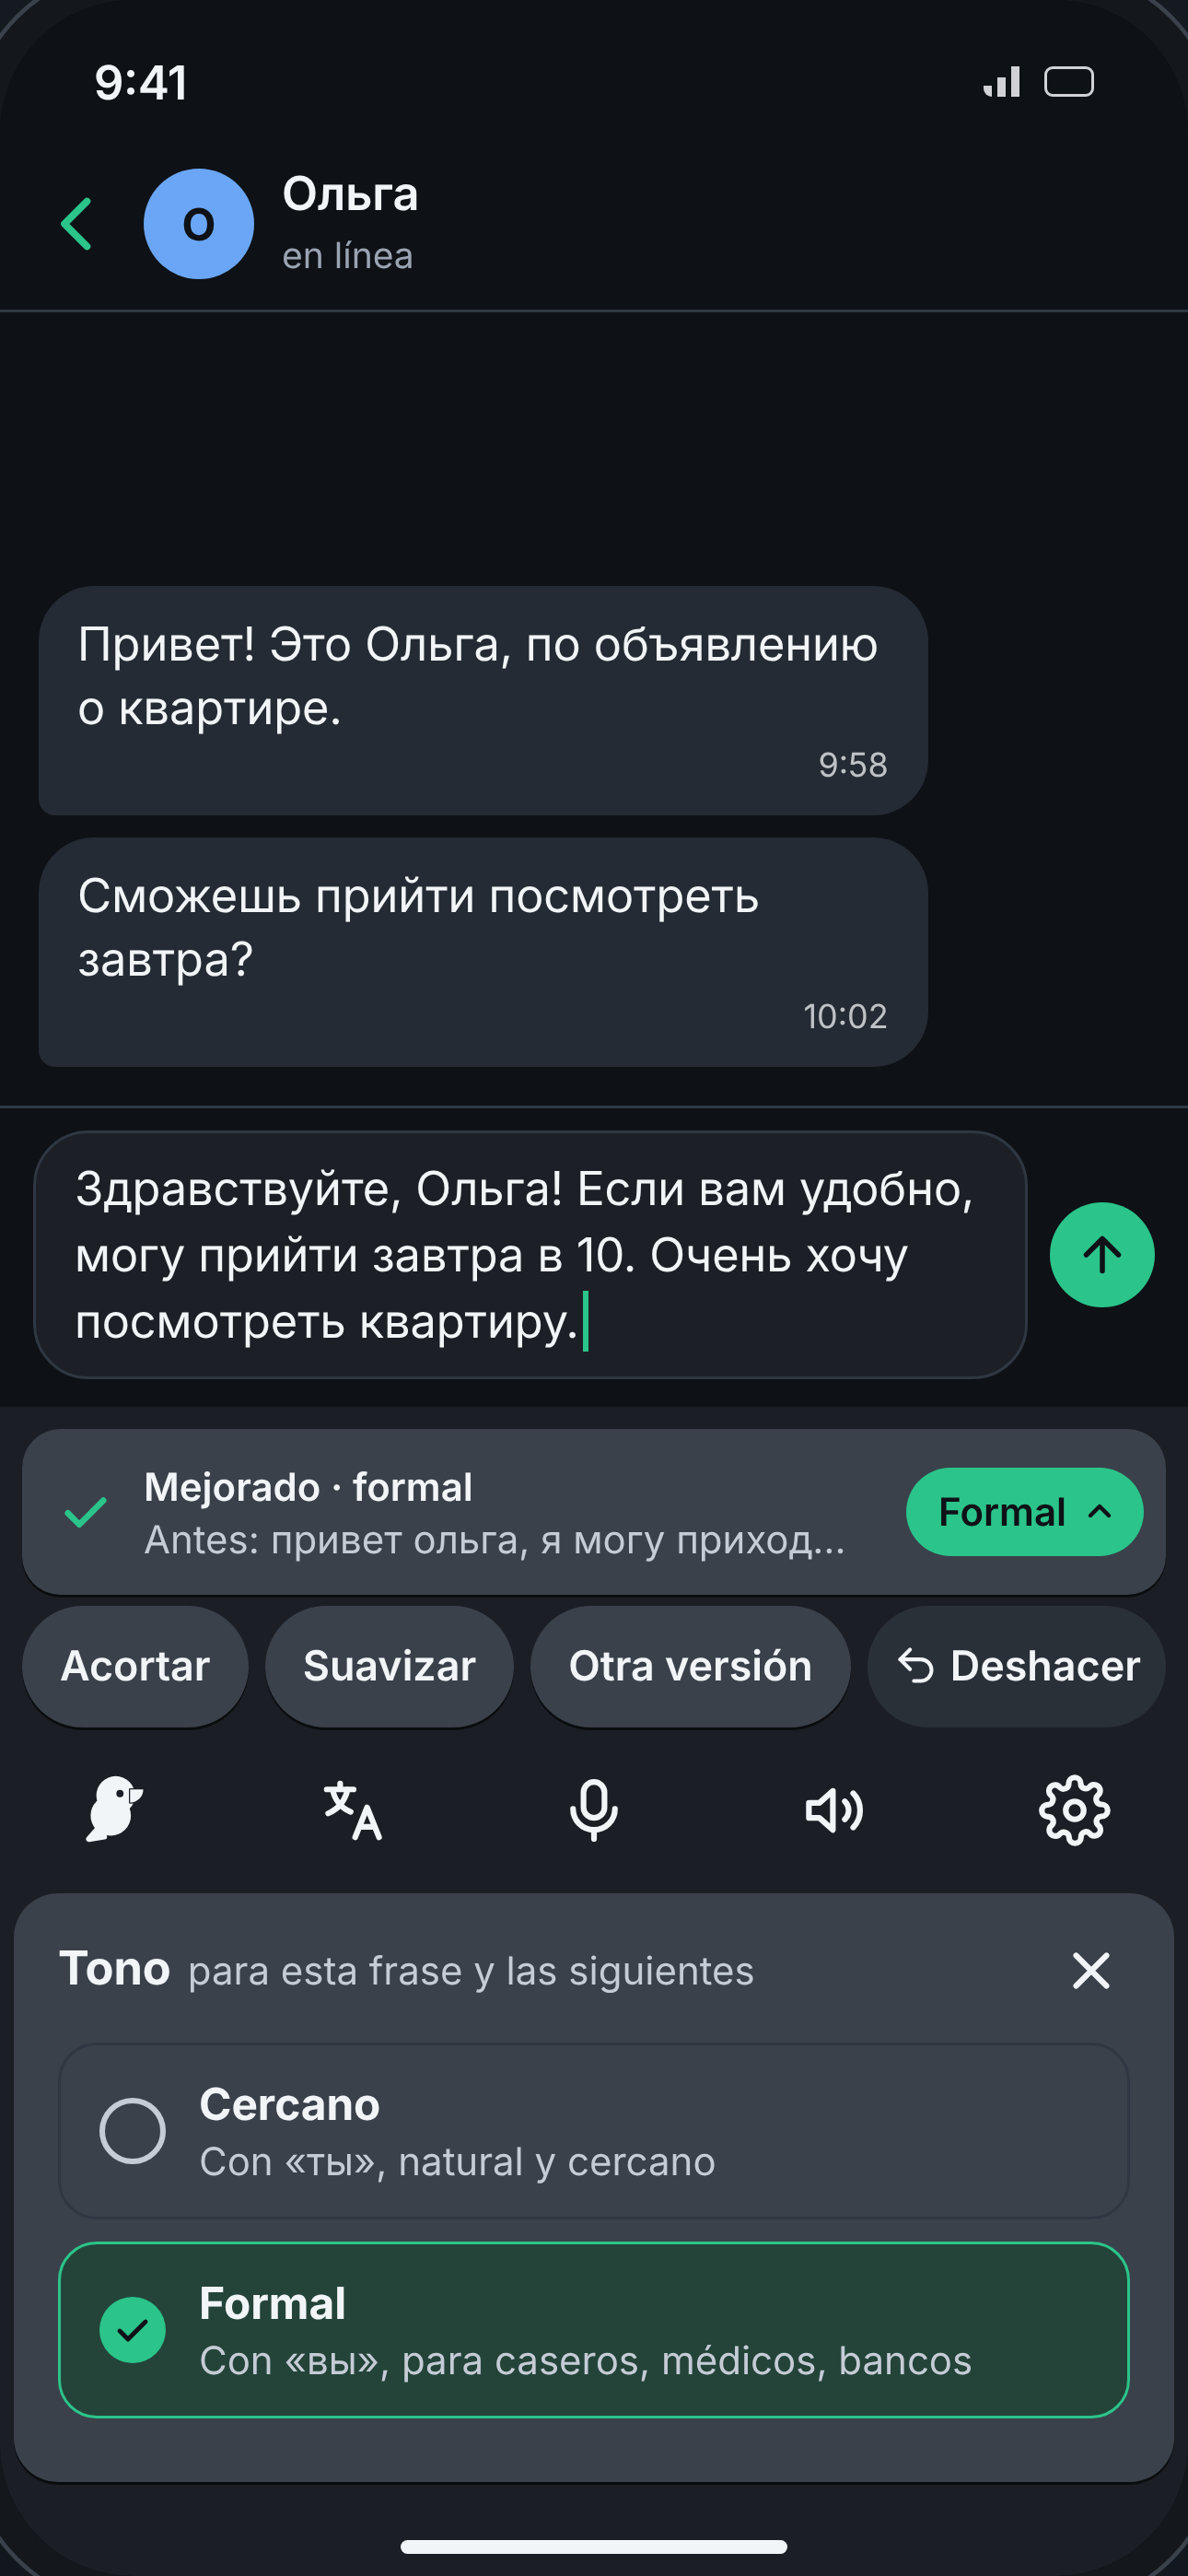 9:41
О
Ольга
en línea
Привет! Это Ольга, по объявлению
о квартире.
9:58
Сможешь прийти посмотреть
завтра?
10:02
Здравствуйте, Ольга! Если вам удобно,
могу прийти завтра в 10. Очень хочу
посмотреть квартиру.
Mejorado · formal
Antes: привет ольга, я могу приход...
Formal
Acortar
Suavizar
Otra versión
Deshacer
Tono para esta frase y las siguientes
Cercano
Con «ты», natural y cercano
Formal
Con «вы», para caseros, médicos, bancos